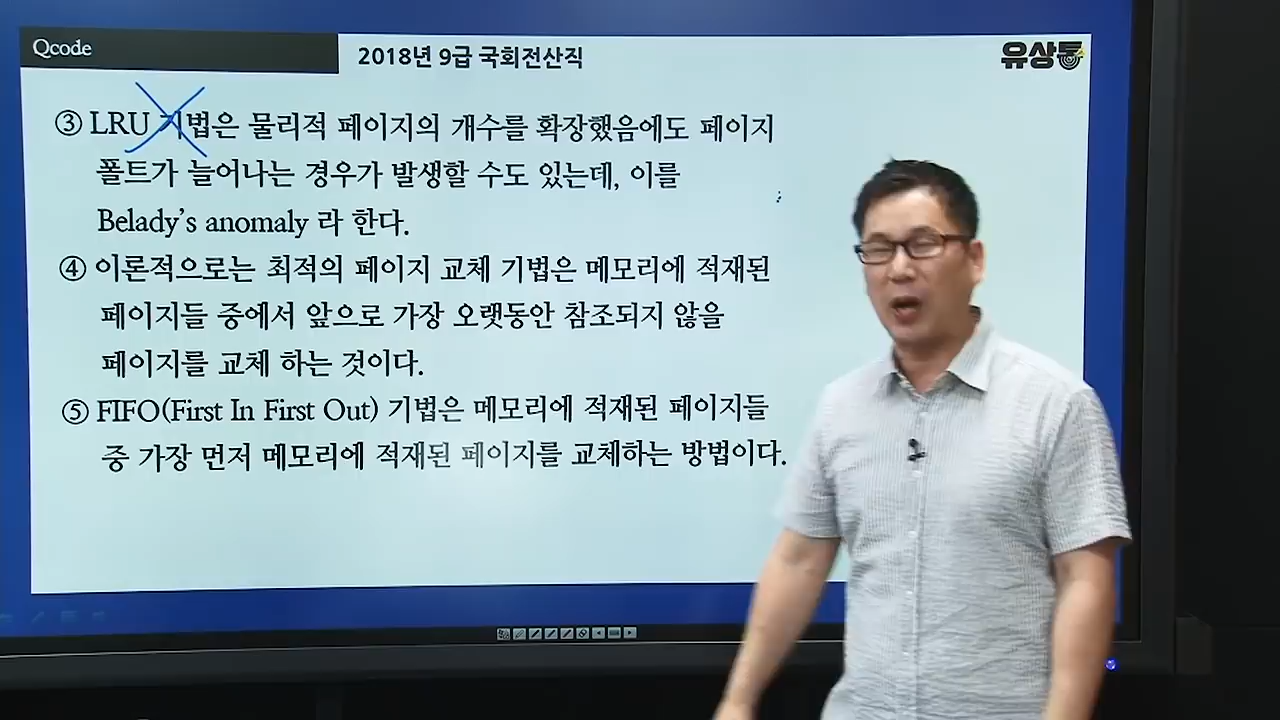 Qcode
2018년 9급 국회전산직
유상통
③ LRU 기법은 물리적 페이지의 개수를 확장했음에도 페이지
폴트가 늘어나는 경우가 발생할 수도 있는데, 이를
Belady’s anomaly 라 한다.
④ 이론적으로는 최적의 페이지 교체 기법은 메모리에 적재된
페이지들 중에서 앞으로 가장 오랫동안 참조되지 않을
페이지를 교체 하는 것이다.
⑤ FIFO(First In First Out) 기법은 메모리에 적재된 페이지들
중 가장 먼저 메모리에 적재된 페이지를 교체하는 방법이다.